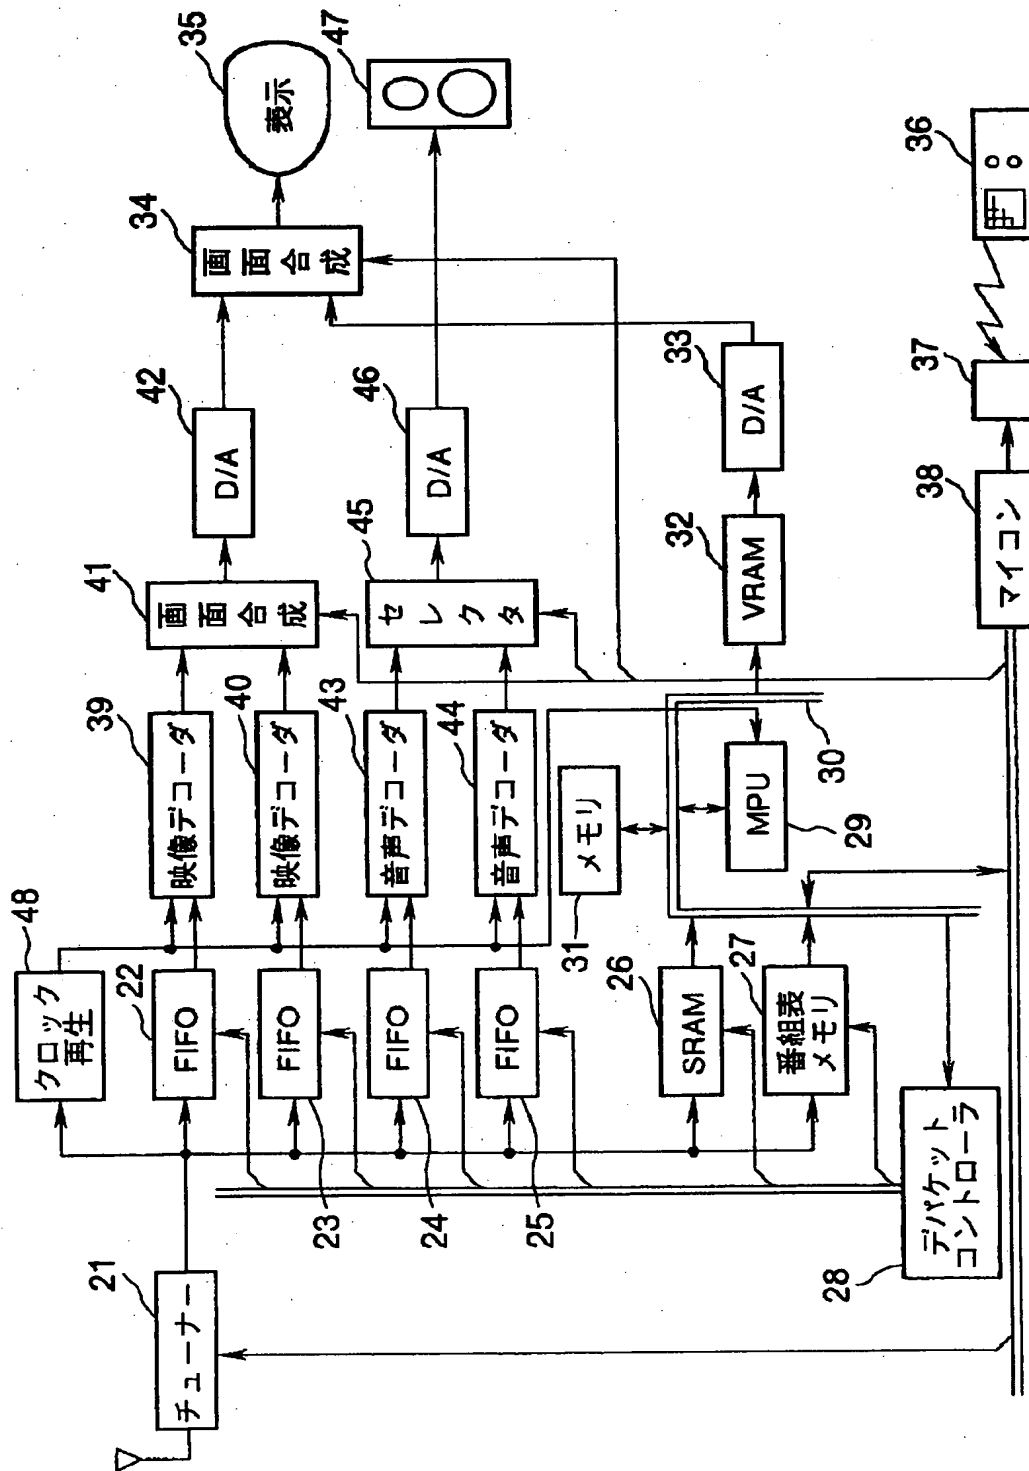 21
チューナー
48
クロック
再生
22
FIFO
23
FIFO
24
FIFO
25
FIFO
26
SRAM
27
番組表
メモリ
28
デパケット
コントローラ
39
映像デコーダ
40
映像デコーダ
43
音声デコーダ
44
音声デコーダ
31
メモリ
29
MPU
30
41
画面合成
45
セレクタ
32
VRAM
38
マイコン
42
D/A
46
D/A
33
D/A
37
34
画面合成
36
35
表示
47